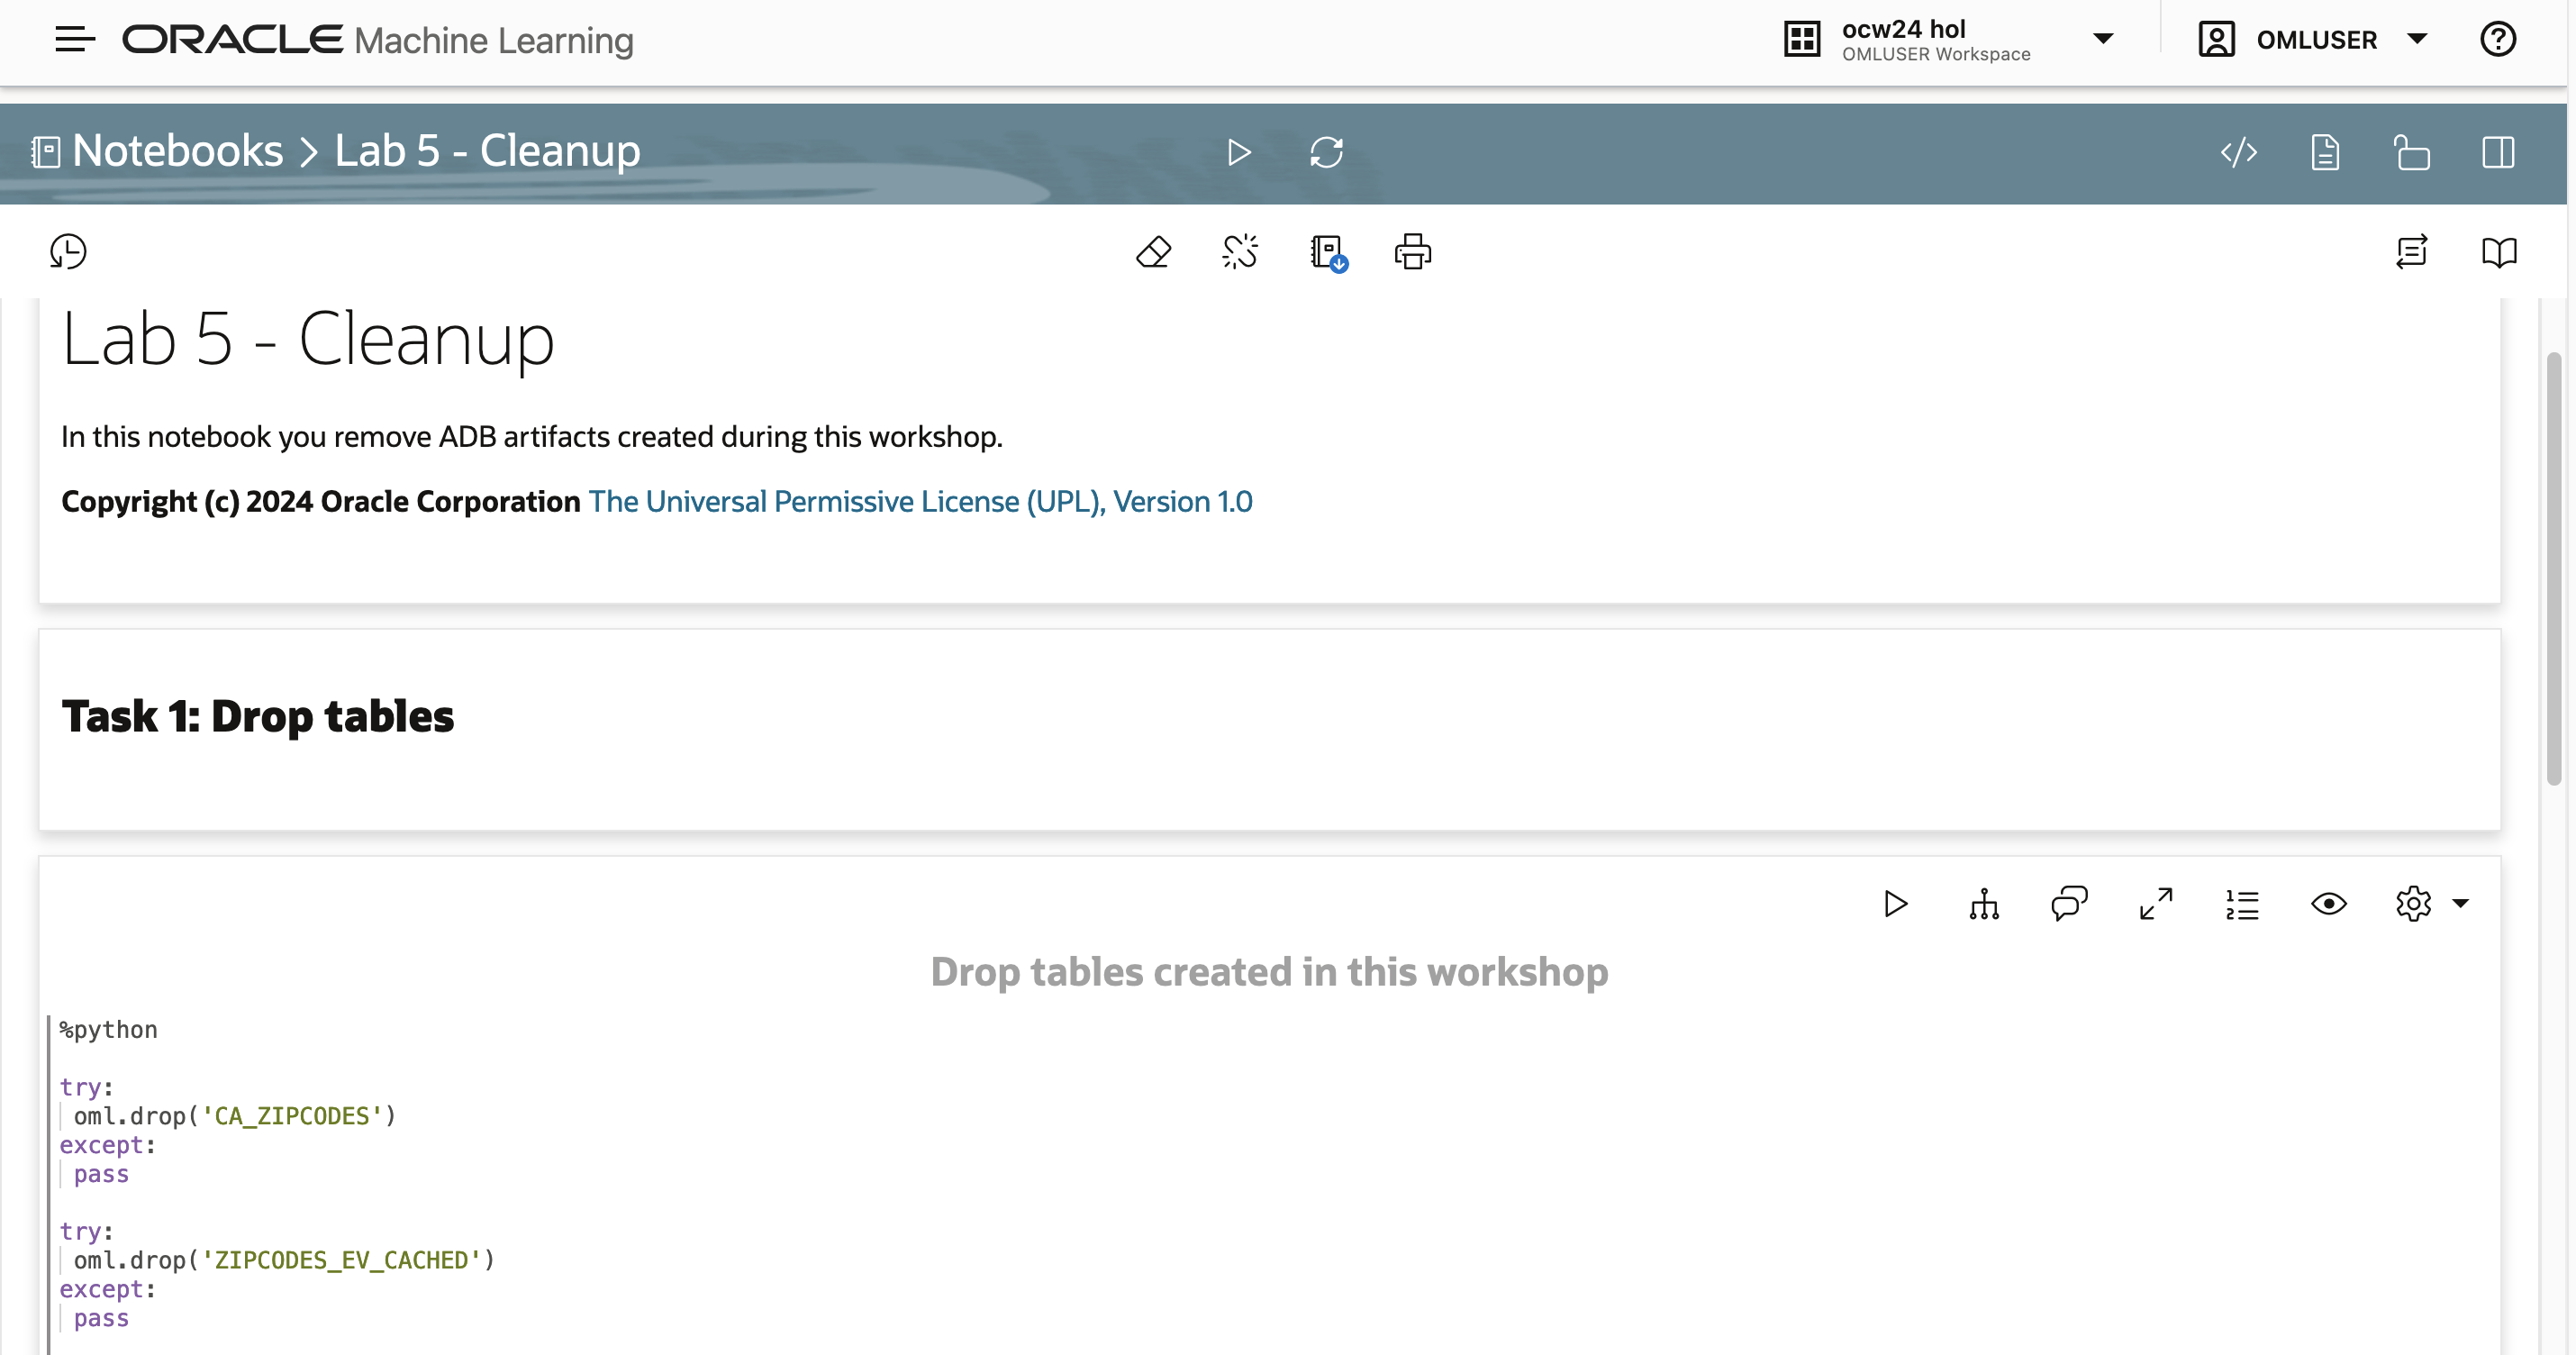 ORACLE Machine Learning
ocw24 hol
OMLUSER Workspace
OMLUSER
Notebooks > Lab 5 - Cleanup
Lab 5 - Cleanup
In this notebook you remove ADB artifacts created during this workshop.
Copyright (c) 2024 Oracle Corporation The Universal Permissive License (UPL), Version 1.0
Task 1: Drop tables
Drop tables created in this workshop
%python
try:
oml.drop('CA_ZIPCODES')
except:
pass
try:
oml.drop('ZIPCODES_EV_CACHED')
except:
pass